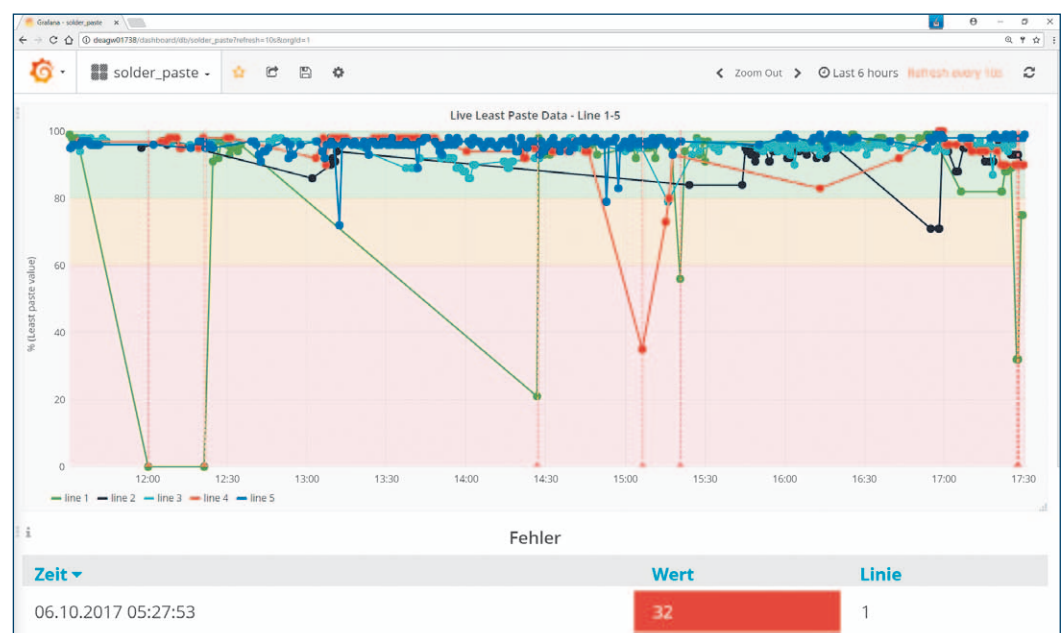 Grafana - solder_paste
deagw01738/dashboard/db/solder_paste?refresh=10s&orgId=1
solder_paste
Zoom Out
Last 6 hours
Refresh every 10s
Live Least Paste Data - Line 1-5
% (Least paste value)
100
80
60
40
20
0
12:00 12:30 13:00 13:30 14:00 14:30 15:00 15:30 16:00 16:30 17:00 17:30
line 1 line 2 line 3 line 4 line 5
Fehler
Zeit Wert Linie
06.10.2017 05:27:53 32 1